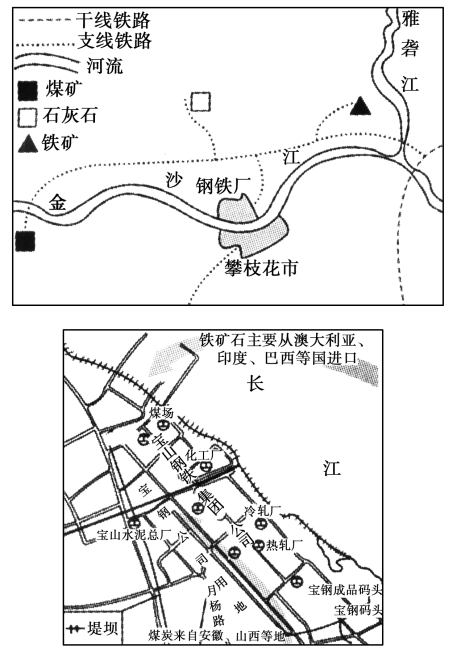 干线铁路
支线铁路
河流
煤矿
石灰石
铁矿
雅砻江
金沙江
钢铁厂
攀枝花市
铁矿石主要从澳大利亚、
印度、巴西等国进口
长江
煤场
宝山钢铁集团公司
化工厂
宝钢公司用地
冷轧厂
宝山水泥总厂
热轧厂
月杨路
宝钢成品码头
宝钢码头
堤坝
煤炭来自安徽、山西等地